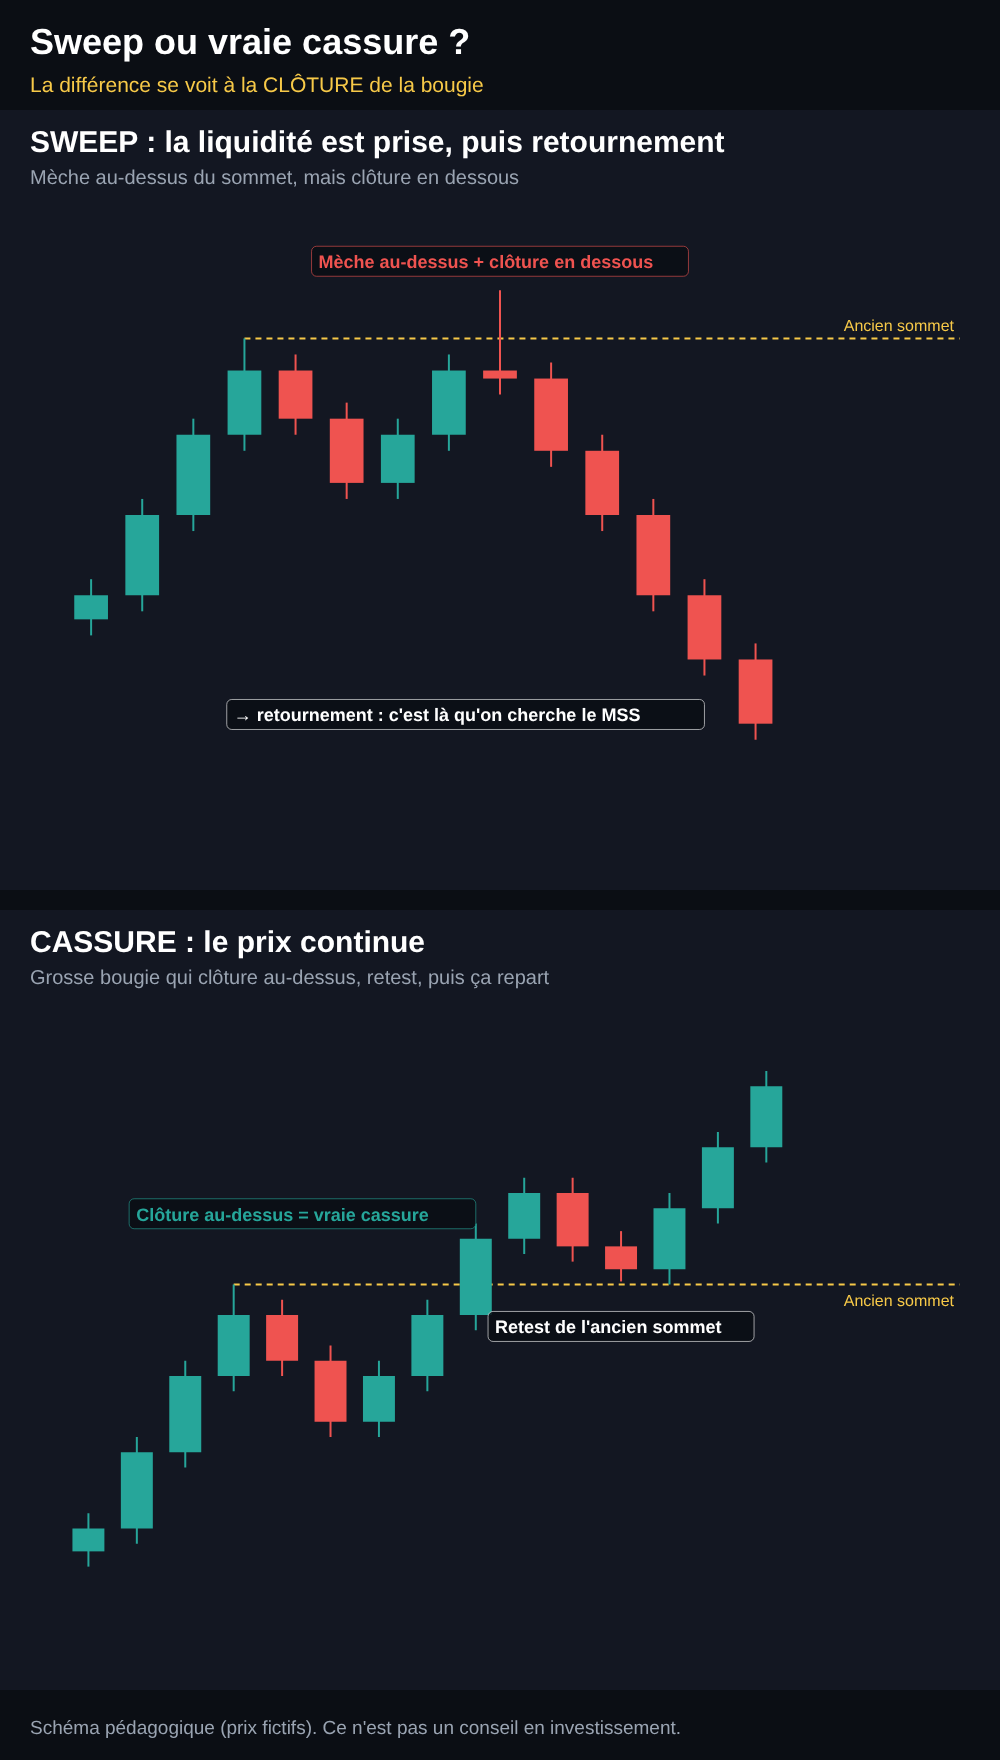 Sweep ou vraie cassure ?
La différence se voit à la CLÔTURE de la bougie
SWEEP : la liquidité est prise, puis retournement
Mèche au-dessus du sommet, mais clôture en dessous
Mèche au-dessus + clôture en dessous
Ancien sommet
→ retournement : c'est là qu'on cherche le MSS
CASSURE : le prix continue
Grosse bougie qui clôture au-dessus, retest, puis ça repart
Clôture au-dessus = vraie cassure
Ancien sommet
Retest de l'ancien sommet
Schéma pédagogique (prix fictifs). Ce n'est pas un conseil en investissement.